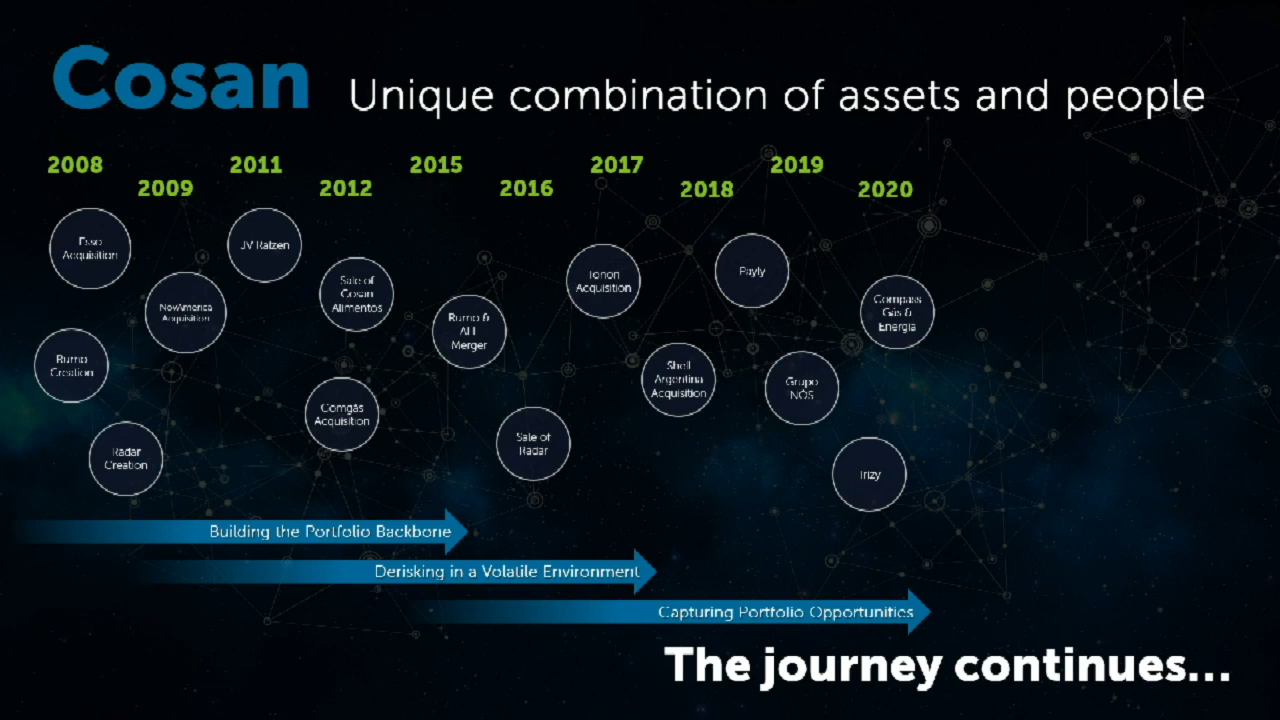 Cosan Unique combination of assets and people
2008
2009
2011
2012
2015
2016
2017
2018
2019
2020
Esso
Acquisition
Rumo
Creation
Radar
Creation
NovAmerica
Acquisition
JV Raízen
Sale of
Cosan
Alimentos
Comgás
Acquisition
Rumo &
ALL
Merger
Sale of
Radar
Tonon
Acquisition
Shell
Argentina
Acquisition
Payly
Grupo
NÓS
Trizy
Compass
Gás &
Energia
Building the Portfolio Backbone
Derisking in a Volatile Environment
Capturing Portfolio Opportunities
The journey continues...